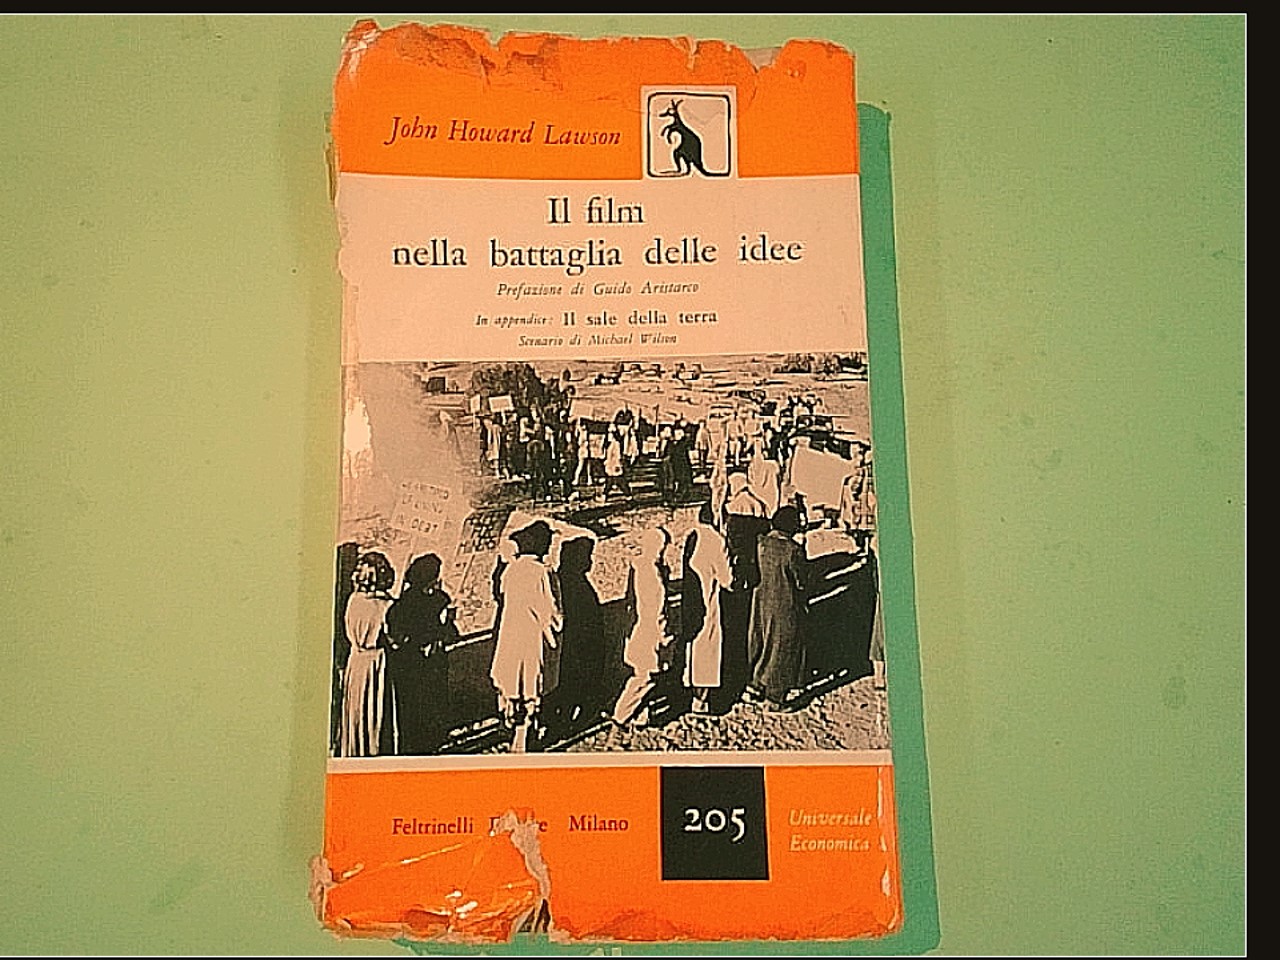 John Howard Lawson
Il film
nella battaglia delle idee
Prefazione di Guido Aristarco
In appendice: Il sale della terra
Scenario di Michael Wilson
Feltrinelli Milano
205
Universale
Economica